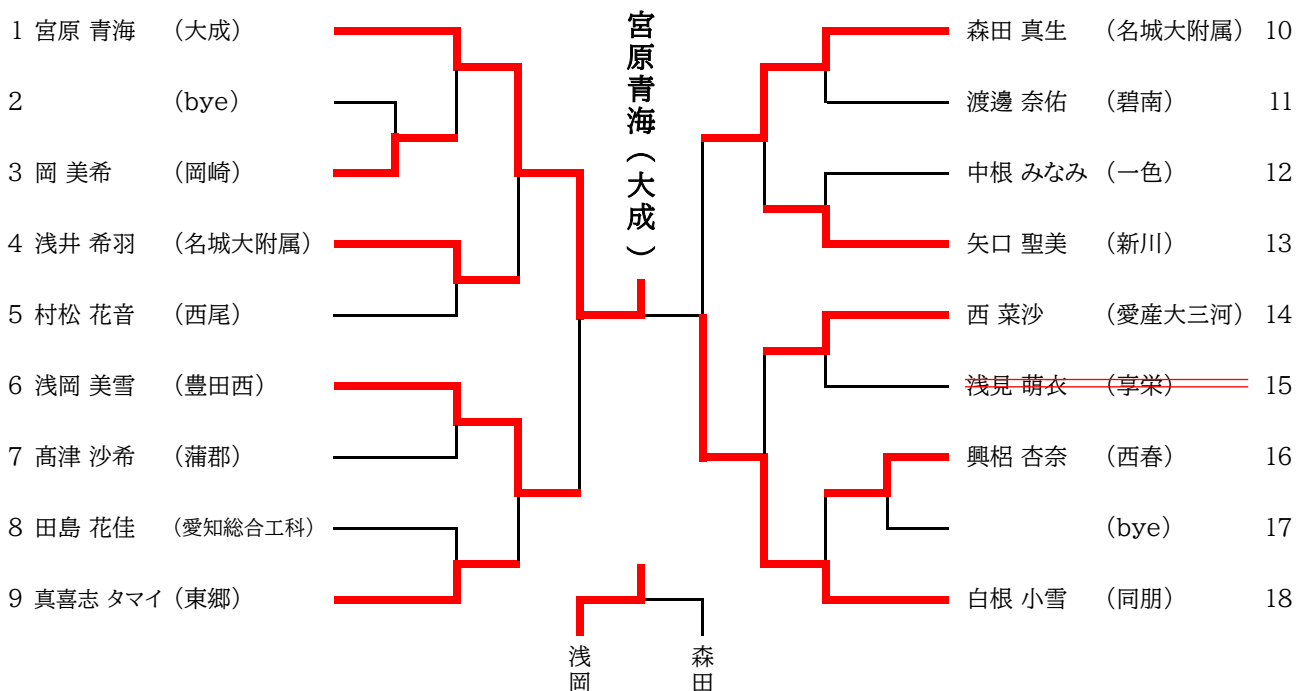 宮原青海(大成)
1 宮原 青海 (大成)
2 (bye)
3 岡 美希 (岡崎)
4 浅井 希羽 (名城大附属)
5 村松 花音 (西尾)
6 浅岡 美雪 (豊田西)
7 髙津 沙希 (蒲郡)
8 田島 花佳 (愛知総合工科)
9 真喜志 タマイ (東郷)
森田 真生 (名城大附属) 10
渡邊 奈佑 (碧南) 11
中根 みなみ (一色) 12
矢口 聖美 (新川) 13
西 菜沙 (愛産大三河) 14
浅見 萌衣 (享栄) 15
興梠 杏奈 (西春) 16
(bye) 17
白根 小雪 (同朋) 18
浅岡
森田